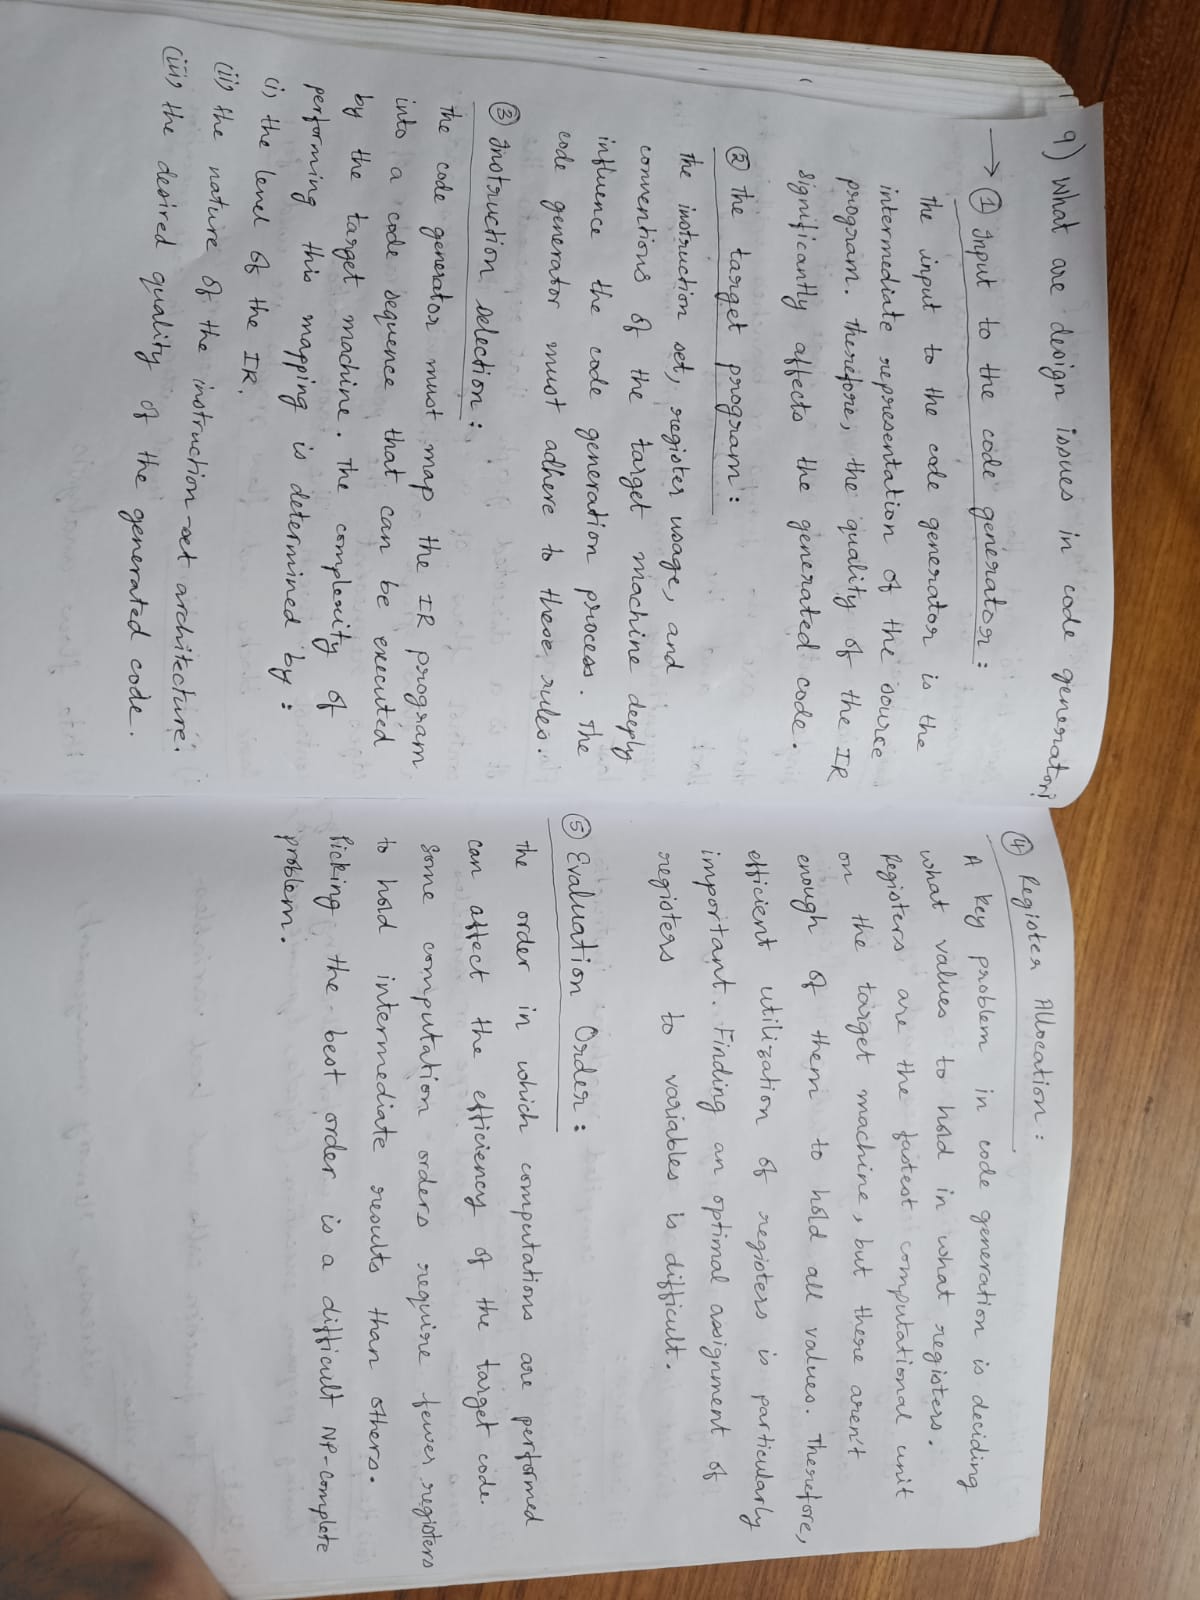 9) What are design issues in code generator?
→ ① Input to the code generator:
The input to the code generator is the
intermediate representation of the source
program. Therefore, the quality of the IR
significantly affects the generated code.
② The target program:
The instruction set, register usage, and
conventions of the target machine deeply
influence the code generation process. The
code generator must adhere to these rules.
③ Instruction selection:
The code generator must map the IR program
into a code sequence that can be executed
by the target machine. The complexity of
performing this mapping is determined by:
(i) the level of the IR.
(ii) the nature of the instruction-set architecture.
(iii) the desired quality of the generated code.
④ Register Allocation:
A key problem in code generation is deciding
what values to hold in what registers.
Registers are the fastest computational unit
on the target machine, but there aren't
enough of them to hold all values. Therefore,
efficient utilization of registers is particularly
important. Finding an optimal assignment of
registers to variables is difficult.
⑤ Evaluation Order:
The order in which computations are performed
can affect the efficiency of the target code.
Some computation orders require fewer registers
to hold intermediate results than others.
Picking the best order is a difficult NP-complete
problem.